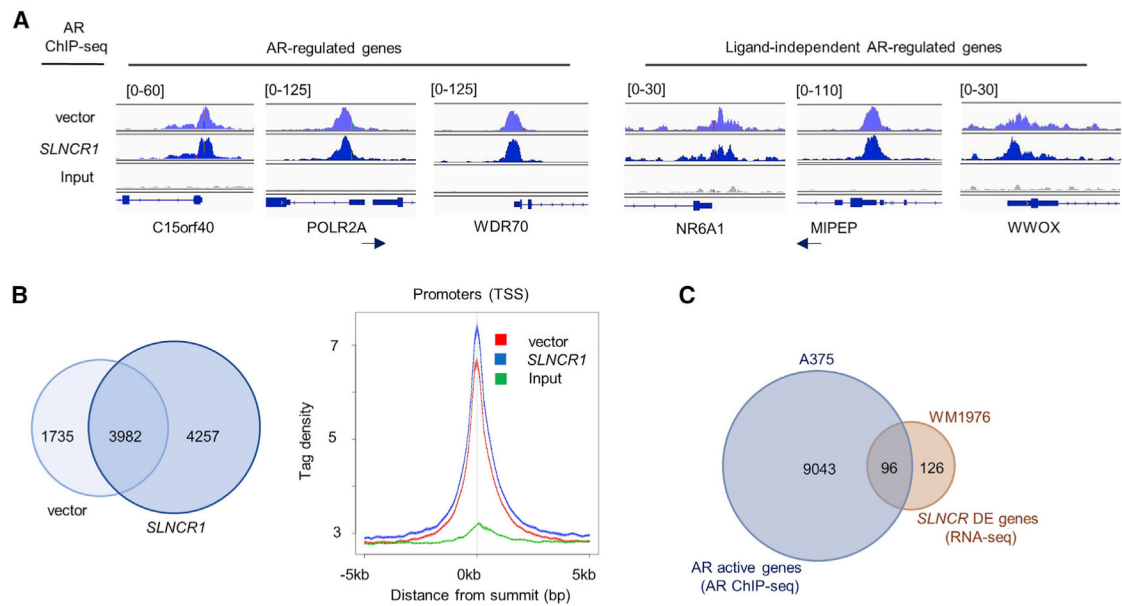 A
AR
ChIP-seq
AR-regulated genes
Ligand-independent AR-regulated genes
[0-60]
[0-125]
[0-125]
[0-30]
[0-110]
[0-30]
vector
SLNCR1
Input
C15orf40
POLR2A
WDR70
NR6A1
MIPEP
WWOX
B
1735
3982
4257
vector
SLNCR1
Promoters (TSS)
vector
SLNCR1
Input
Tag density
7
5
3
-5kb
0kb
5kb
Distance from summit (bp)
C
A375
WM1976
9043
96
126
SLNCR DE genes
(RNA-seq)
AR active genes
(AR ChIP-seq)